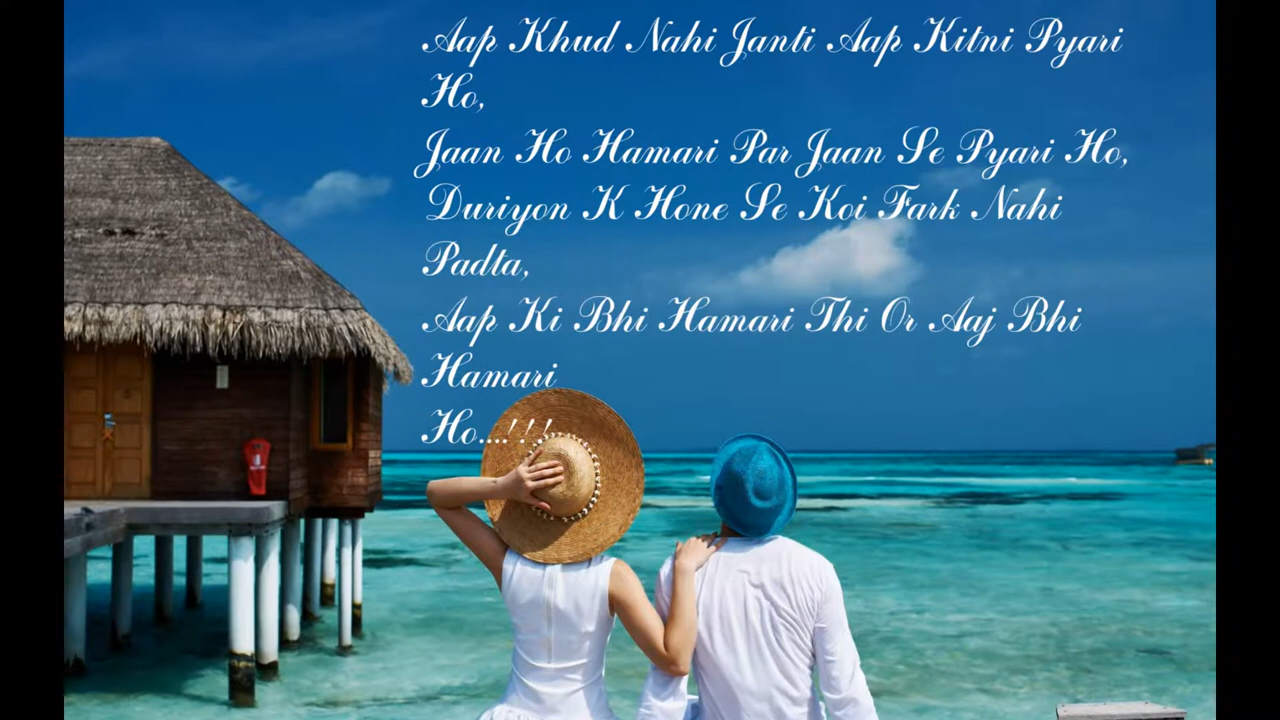 Aap Khud Nahi Janti Aap Kitni Pyari
Ho,
Jaan Ho Hamari Par Jaan Se Pyari Ho,
Duriyon K Hone Se Koi Fark Nahi
Padta,
Aap Ki Bhi Hamari Thi Or Aaj Bhi
Hamari
Ho....!!!